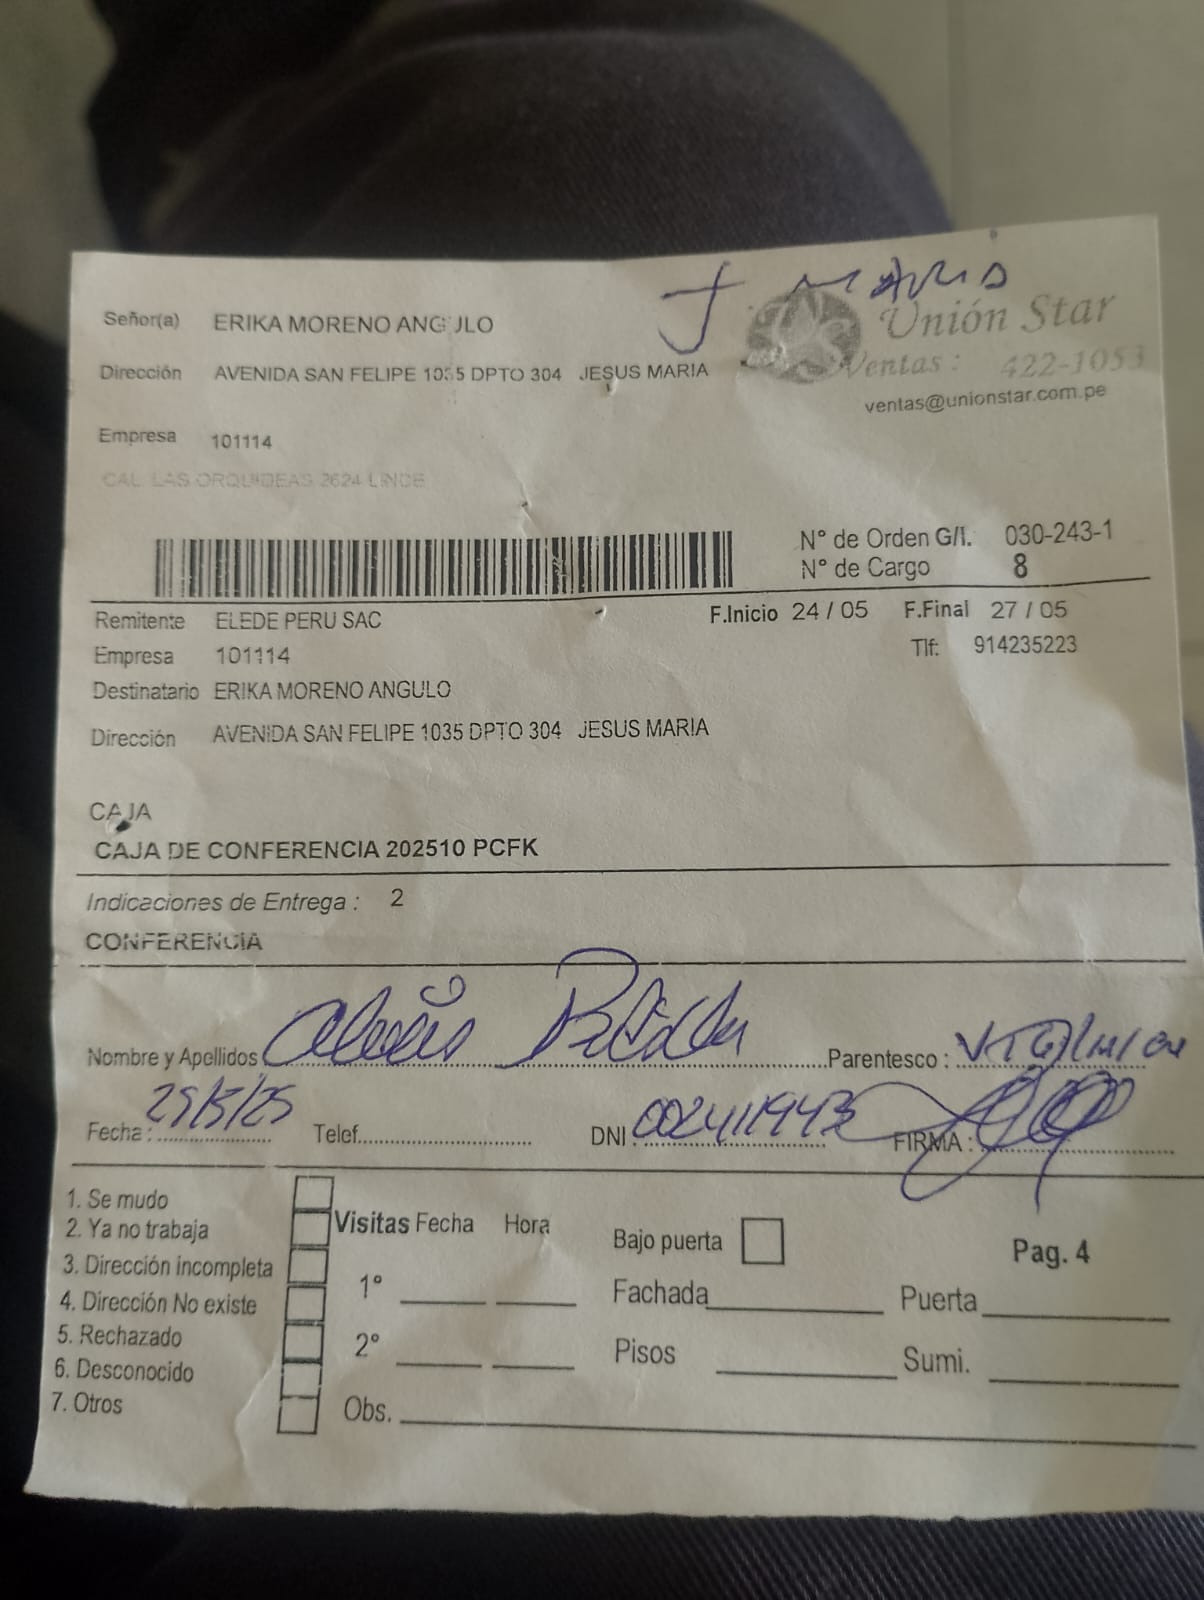 J. MARIA
Señor(a) ERIKA MORENO ANGULO
Unión Star
Dirección AVENIDA SAN FELIPE 1035 DPTO 304 JESUS MARIA
Ventas : 422-1053
ventas@unionstar.com.pe
Empresa 101114
CAL. LAS ORQUIDEAS 2624 LINCE
N° de Orden G/I. 030-243-1
N° de Cargo 8
Remitente ELEDE PERU SAC F.Inicio 24 / 05 F.Final 27 / 05
Empresa 101114 Tlf: 914235223
Destinatario ERIKA MORENO ANGULO
Dirección AVENIDA SAN FELIPE 1035 DPTO 304 JESUS MARIA
CAJA
CAJA DE CONFERENCIA 202510 PCFK
Indicaciones de Entrega : 2
CONFERENCIA
Nombre y Apellidos Alexis Parentesco :
Fecha : Telef. DNI : 002411943 FIRMA :
1. Se mudo
2. Ya no trabaja Visitas Fecha Hora Bajo puerta Pag. 4
3. Dirección incompleta 1° Fachada Puerta
4. Dirección No existe
5. Rechazado 2° Pisos Sumi.
6. Desconocido
7. Otros Obs.